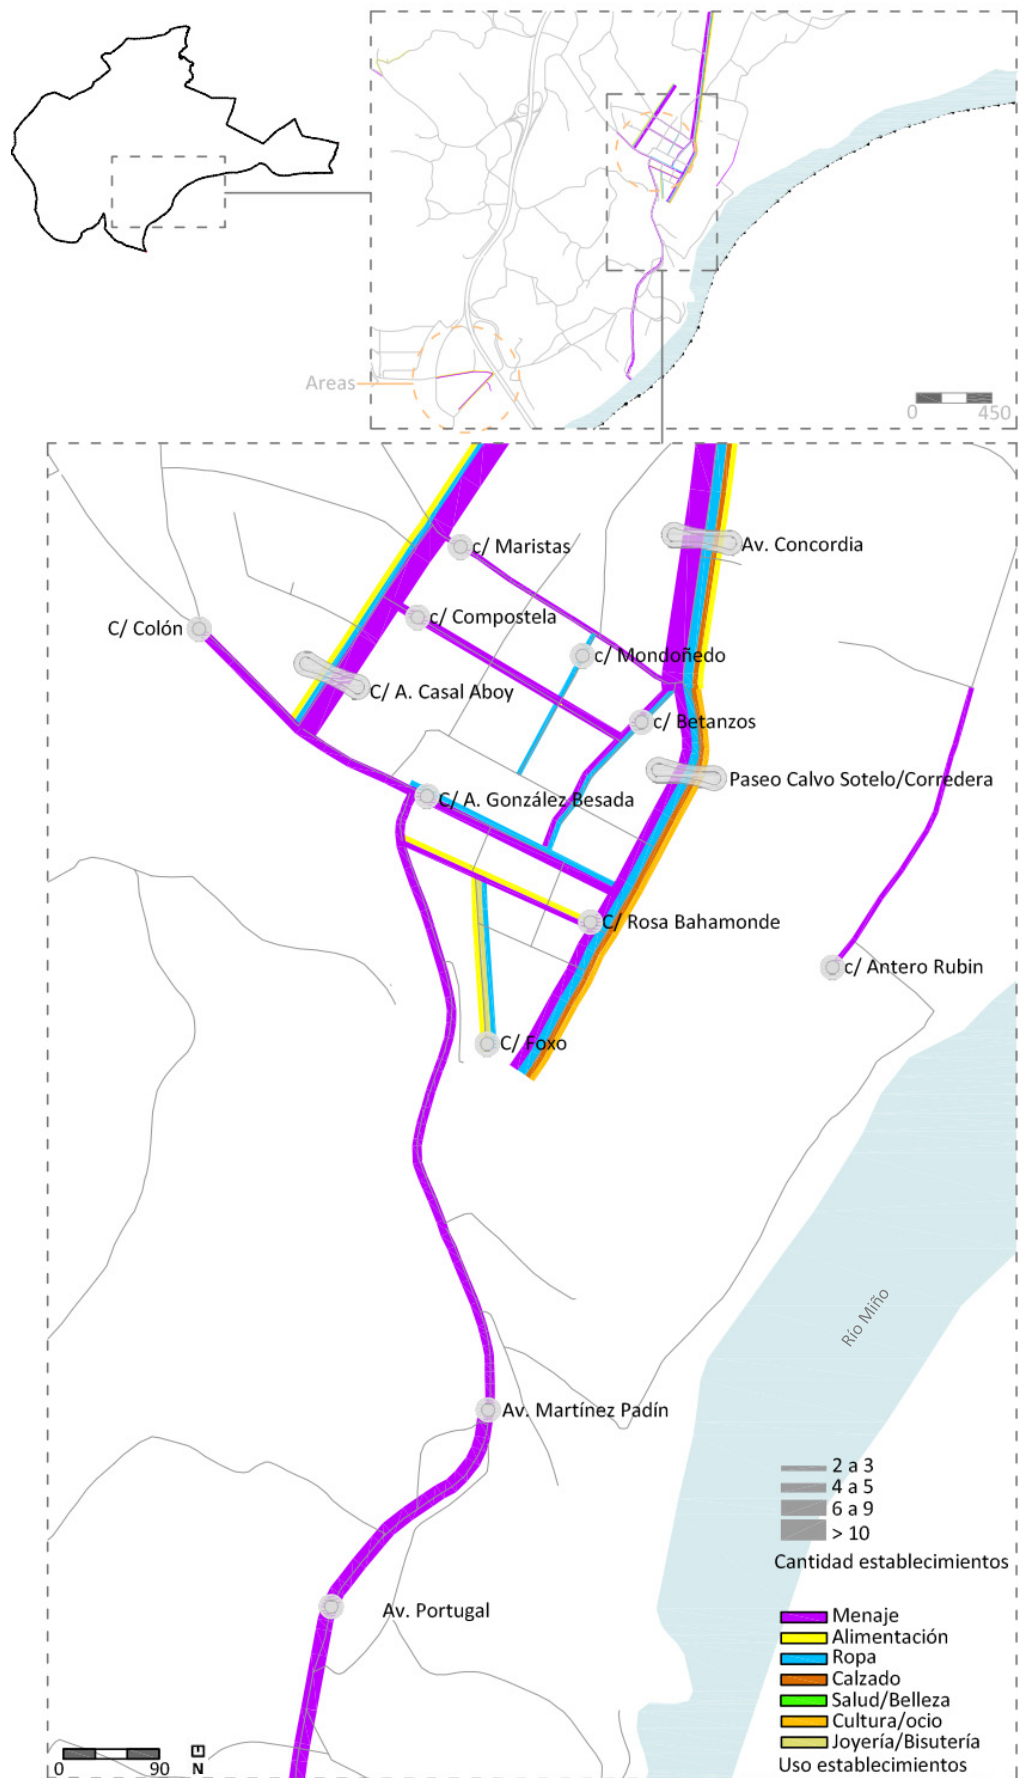 Areas
0 450
c/ Maristas
Av. Concordia
c/ Compostela
C/ Colón
c/ Mondoñedo
C/ A. Casal Aboy
c/ Betanzos
Paseo Calvo Sotelo/Corredera
C/ A. González Besada
C/ Rosa Bahamonde
c/ Antero Rubin
C/ Foxo
Río Miño
Av. Martínez Padín
2 a 3
4 a 5
6 a 9
> 10
Cantidad establecimientos
Av. Portugal
Menaje
Alimentación
Ropa
Calzado
Salud/Belleza
Cultura/ocio
Joyería/Bisutería
Uso establecimientos
0 90
E
N